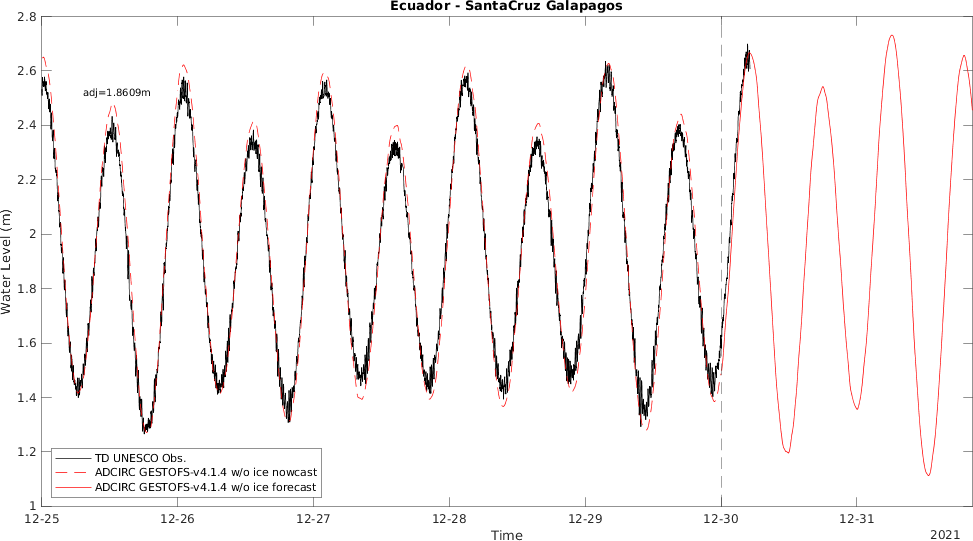 Ecuador - SantaCruz Galapagos
2.8
2.6
adj=1.8609m
2.4
2.2
2
1.8
1.6
1.4
1.2
1
Water Level (m)
TD UNESCO Obs.
ADCIRC GESTOFS-v4.1.4 w/o ice nowcast
ADCIRC GESTOFS-v4.1.4 w/o ice forecast
12-25 12-26 12-27 12-28 12-29 12-30 12-31
Time
2021